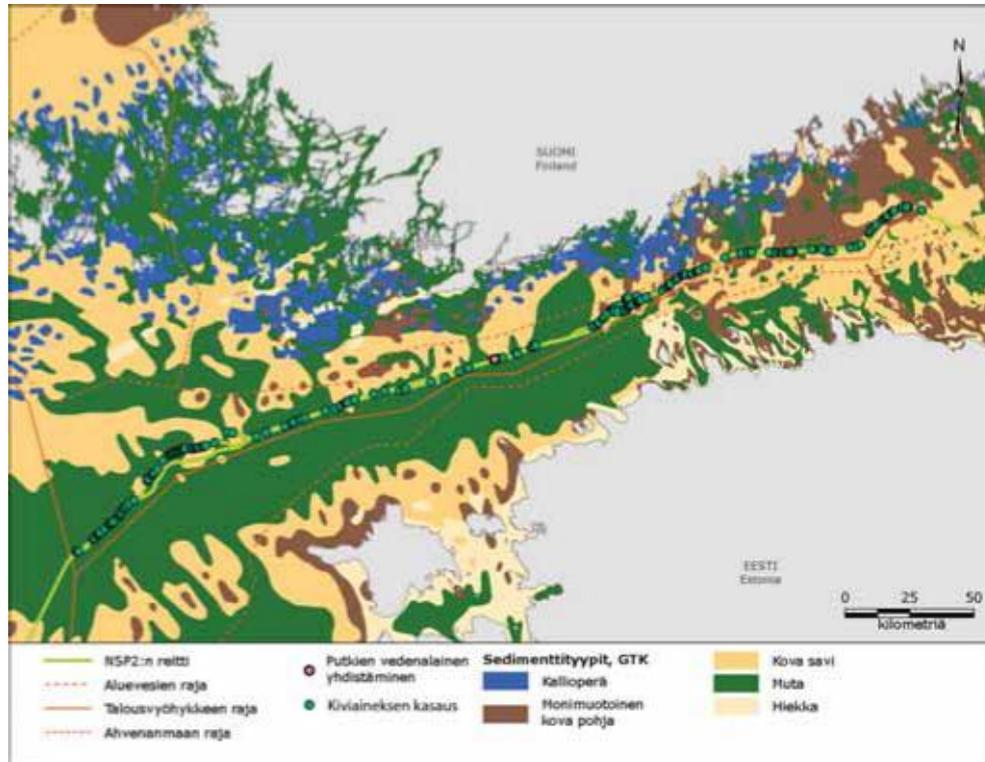 N
SUOMI
Finland
EESTI
Estonia
0 25 50
kilometriä
NSP2:n reitti
Aluevesien raja
Talousvyöhykkeen raja
Ahvenanmaan raja
Putkien vedenalainen
yhdistäminen
Kiviaineksen kasaus
Sedimenttityypit, GTK
Kallioperä
Monimuotoinen
kova pohja
Kova savi
Muta
Hiekka